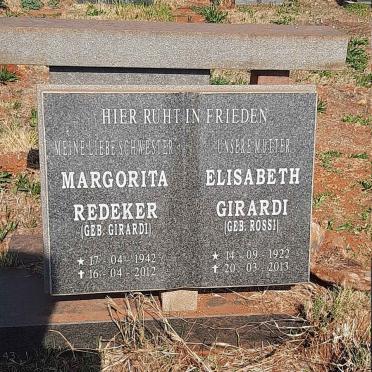 HIER RUHT IN FRIEDEN
MEINE LIEBE SCHWESTER
MARGORITA
REDEKER
(GEB. GIRARDI)
★ 17-04-1942
✝ 16-04-2012
UNSERE MUTTER
ELISABETH
GIRARDI
(GEB. ROSSI)
★ 14-09-1922
✝ 20-03-2013